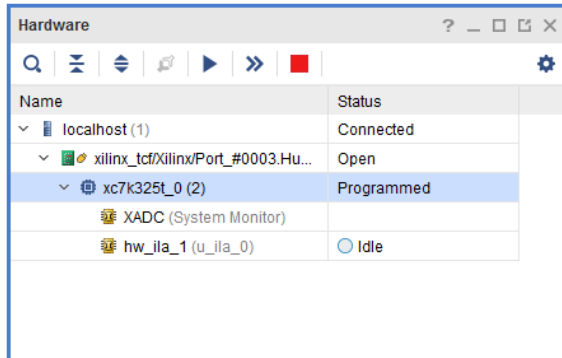 Hardware
Name Status
localhost (1) Connected
xilinx_tcf/Xilinx/Port_#0003.Hu... Open
xc7k325t_0 (2) Programmed
XADC (System Monitor)
hw_ila_1 (u_ila_0) Idle